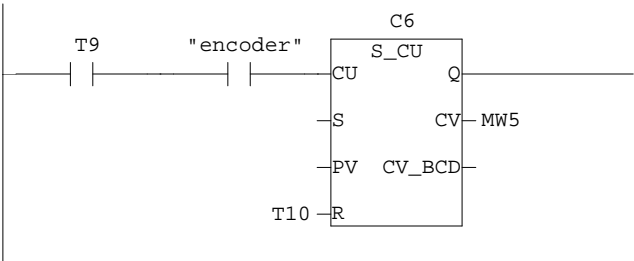 C6
T9 "encoder" S_CU
CU Q
S CV MW5
PV CV_BCD
T10 R